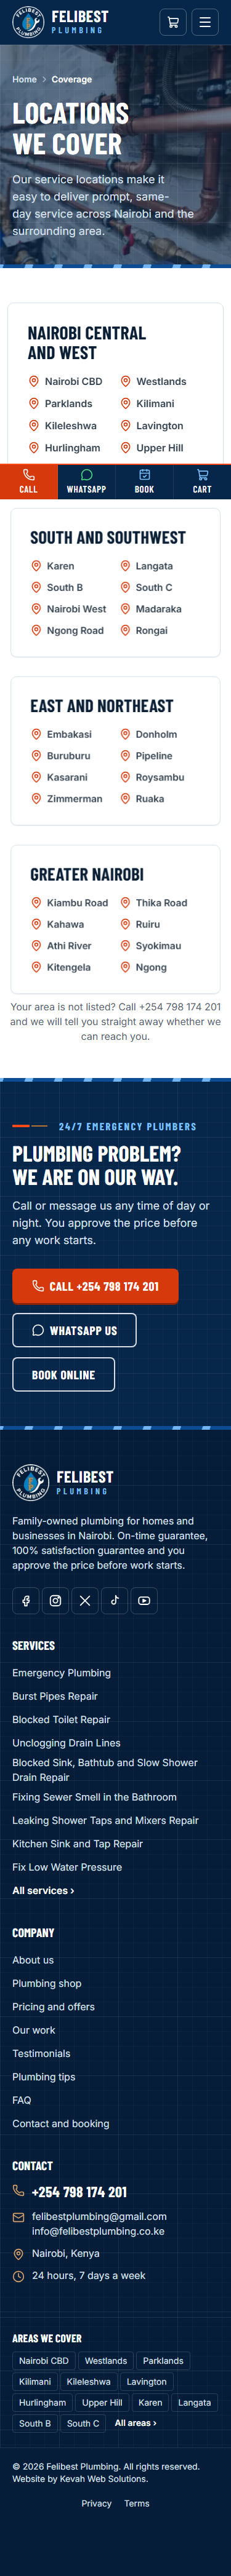 FELIBEST
PLUMBING
Home > Coverage
LOCATIONS
WE COVER
Our service locations make it
easy to deliver prompt, same-
day service across Nairobi and the
surrounding area.
NAIROBI CENTRAL
AND WEST
Nairobi CBD
Westlands
Parklands
Kilimani
Kileleshwa
Lavington
Hurlingham
Upper Hill
CALL
WHATSAPP
BOOK
CART
SOUTH AND SOUTHWEST
Karen
Langata
South B
South C
Nairobi West
Madaraka
Ngong Road
Rongai
EAST AND NORTHEAST
Embakasi
Donholm
Buruburu
Pipeline
Kasarani
Roysambu
Zimmerman
Ruaka
GREATER NAIROBI
Kiambu Road
Thika Road
Kahawa
Ruiru
Athi River
Syokimau
Kitengela
Ngong
Your area is not listed? Call +254 798 174 201
and we will tell you straight away whether we
can reach you.
24/7 EMERGENCY PLUMBERS
PLUMBING PROBLEM?
WE ARE ON OUR WAY.
Call or message us any time of day or
night. You approve the price before
any work starts.
CALL +254 798 174 201
WHATSAPP US
BOOK ONLINE
FELIBEST
PLUMBING
Family-owned plumbing for homes and
businesses in Nairobi. On-time guarantee,
100% satisfaction guarantee and you
approve the price before work starts.
SERVICES
Emergency Plumbing
Burst Pipes Repair
Blocked Toilet Repair
Unclogging Drain Lines
Blocked Sink, Bathtub and Slow Shower
Drain Repair
Fixing Sewer Smell in the Bathroom
Leaking Shower Taps and Mixers Repair
Kitchen Sink and Tap Repair
Fix Low Water Pressure
All services ›
COMPANY
About us
Plumbing shop
Pricing and offers
Our work
Testimonials
Plumbing tips
FAQ
Contact and booking
CONTACT
+254 798 174 201
felibestplumbing@gmail.com
info@felibestplumbing.co.ke
Nairobi, Kenya
24 hours, 7 days a week
AREAS WE COVER
Nairobi CBD Westlands Parklands
Kilimani Kileleshwa Lavington
Hurlingham Upper Hill Karen Langata
South B South C All areas ›
© 2026 Felibest Plumbing. All rights reserved.
Website by Kevah Web Solutions.
Privacy Terms